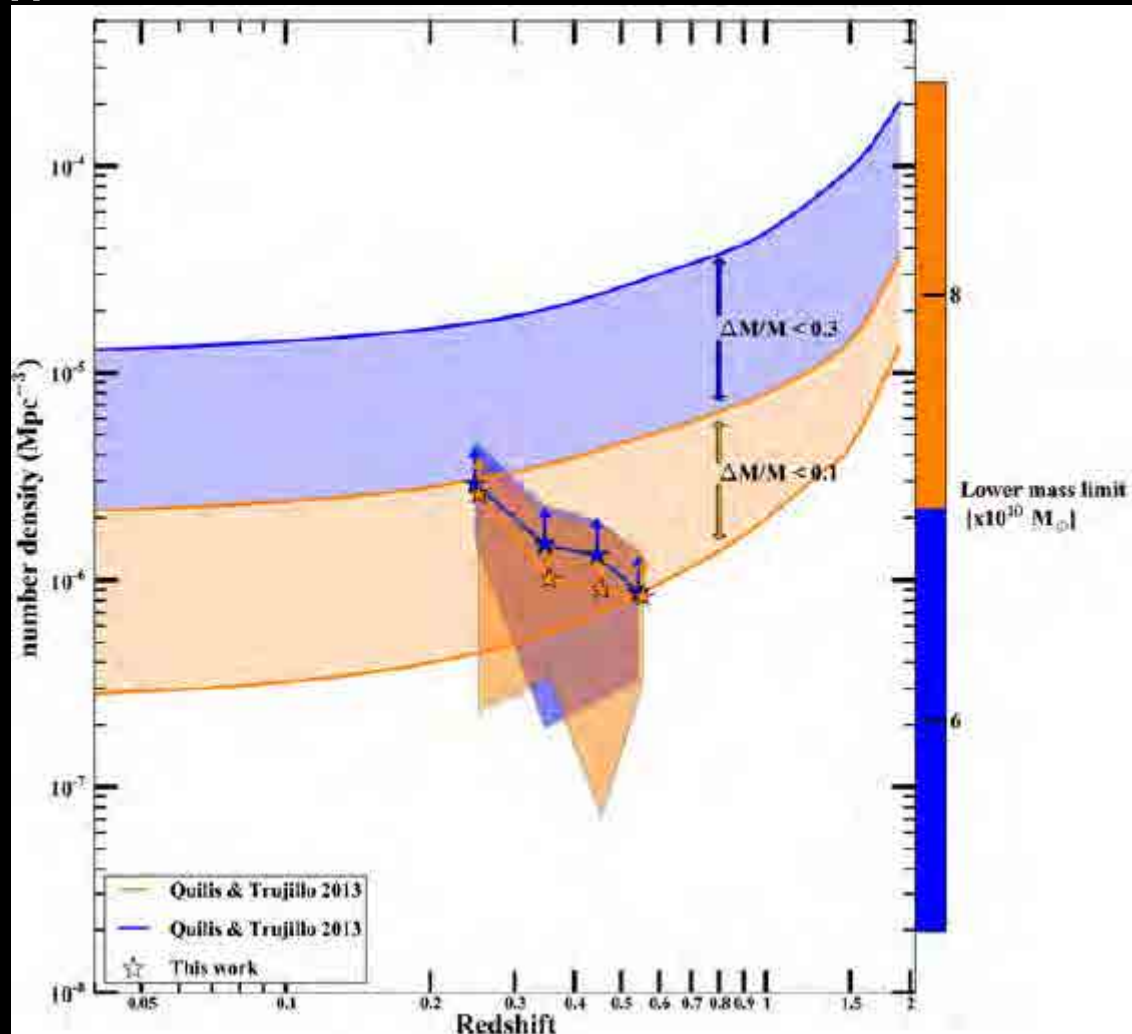 10⁻⁴
10⁻⁵
10⁻⁶
10⁻⁷
10⁻⁸
number density (Mpc⁻³)
ΔM/M < 0.3
ΔM/M < 0.1
8
Lower mass limit
[x10¹⁰ M☉]
6
Quilis & Trujillo 2013
Quilis & Trujillo 2013
This work
0.05 0.1 0.2 0.3 0.4 0.5 0.6 0.7 0.8 0.9 1 1.5 2
Redshift